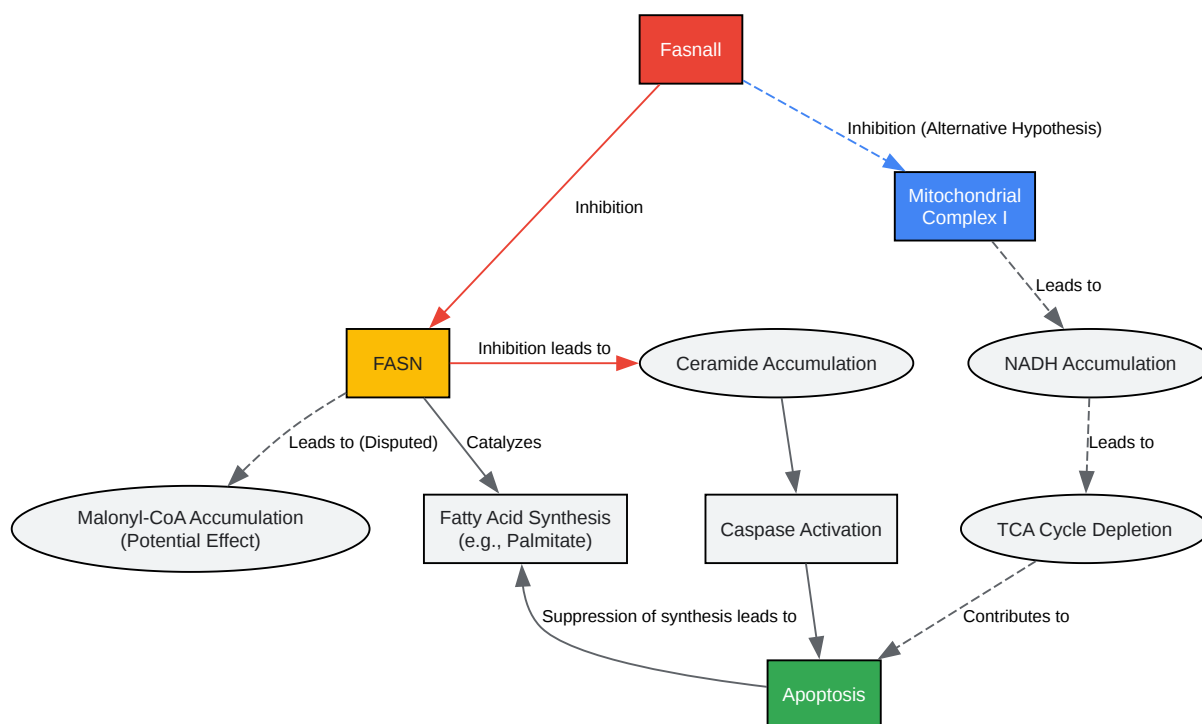 Fasnall
Inhibition (Alternative Hypothesis)
Mitochondrial
Complex I
Inhibition
Leads to
FASN
Inhibition leads to
Ceramide Accumulation
NADH Accumulation
Leads to (Disputed)
Catalyzes
Leads to
Malonyl-CoA Accumulation
(Potential Effect)
Fatty Acid Synthesis
(e.g., Palmitate)
Caspase Activation
TCA Cycle Depletion
Suppression of synthesis leads to
Contributes to
Apoptosis